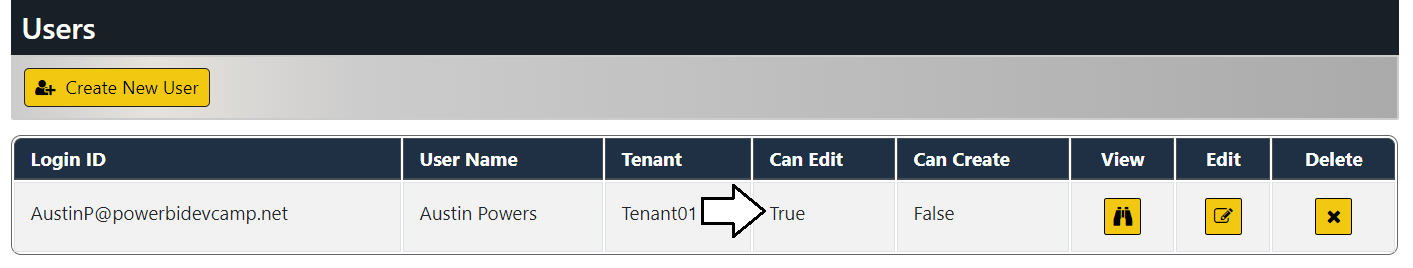 Users
Create New User
Login ID User Name Tenant Can Edit Can Create View Edit Delete
AustinP@powerbidevcamp.net Austin Powers Tenant01 True False